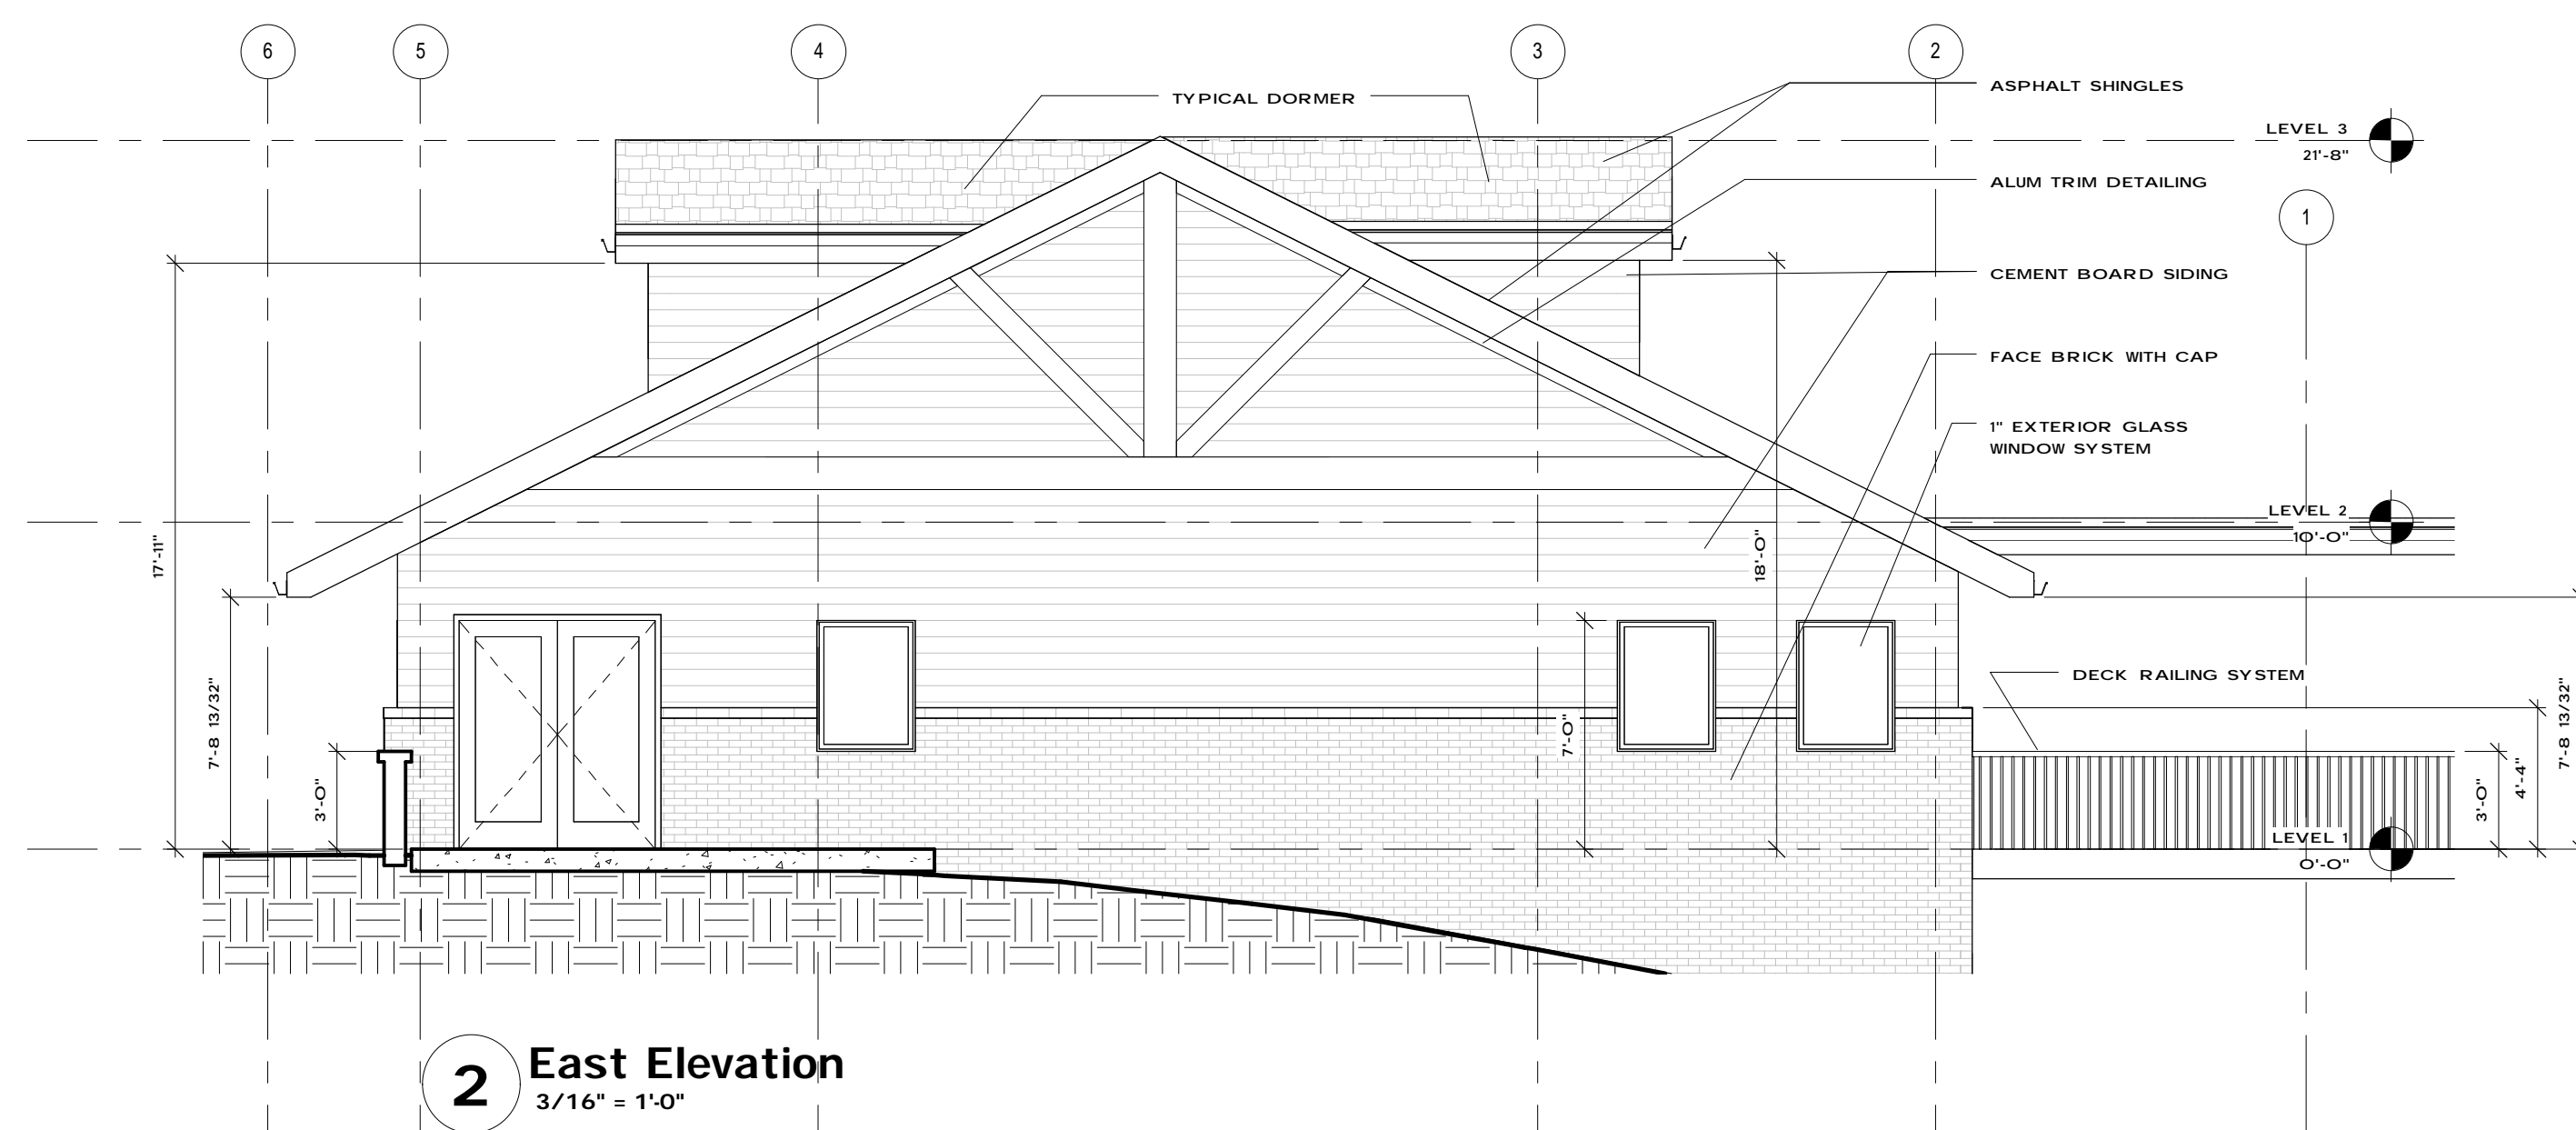 6
5
4
3
2
TYPICAL DORMER
ASPHALT SHINGLES
LEVEL 3
21'-8"
ALUM TRIM DETAILING
1
CEMENT BOARD SIDING
FACE BRICK WITH CAP
1" EXTERIOR GLASS
WINDOW SYSTEM
LEVEL 2
10'-0"
17'-11"
18'-0"
7'-8 13/32"
3'-0"
7'-0"
DECK RAILING SYSTEM
3'-0"
4'-4"
7'-8 13/32"
LEVEL 1
0'-0"
2
East Elevation
3/16" = 1'-0"